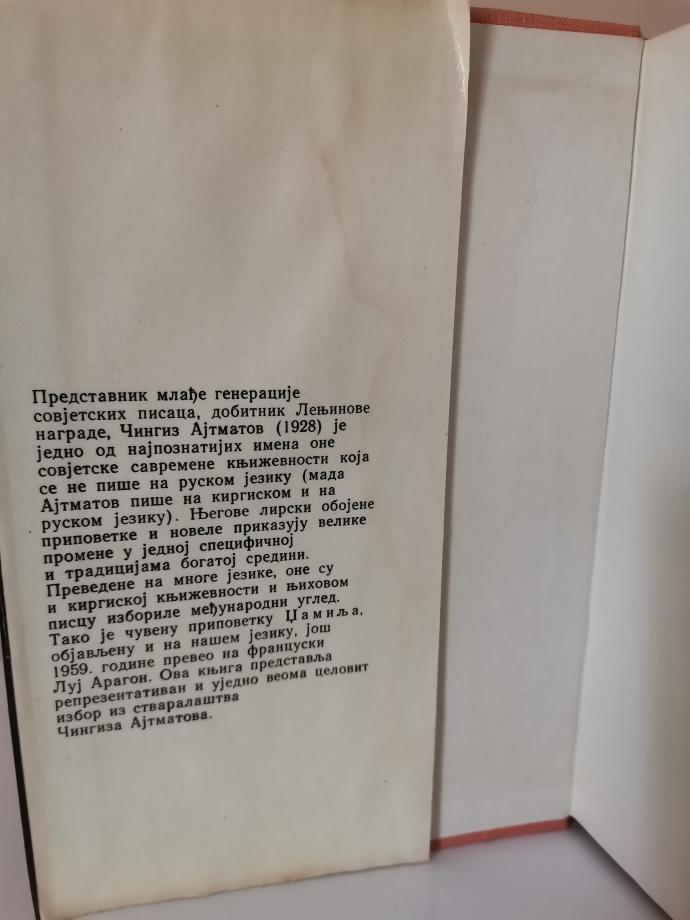 Представник млађе генерације
совјетских писаца, добитник Лењинове
награде, Чингиз Ајтматов (1928) је
једно од најпознатијих имена оне
совјетске савремене књижевности која
се не пише на руском језику (мада
Ајтматов пише на киргиском и на
руском језику). Његове лирски обојене
приповетке и новеле приказују велике
промене у једној специфичној
и традицијама богатој средини.
Преведене на многе језике, оне су
и киргиској књижевности и њиховом
писцу избориле међународни углед.
Тако је чувену приповетку Џамиља,
објављену и на нашем језику, још
1959. године превео на француски
Луј Арагон. Ова књига представља
репрезентативан и уједно веома целовит
избор из стваралаштва
Чингиза Ајтматова.